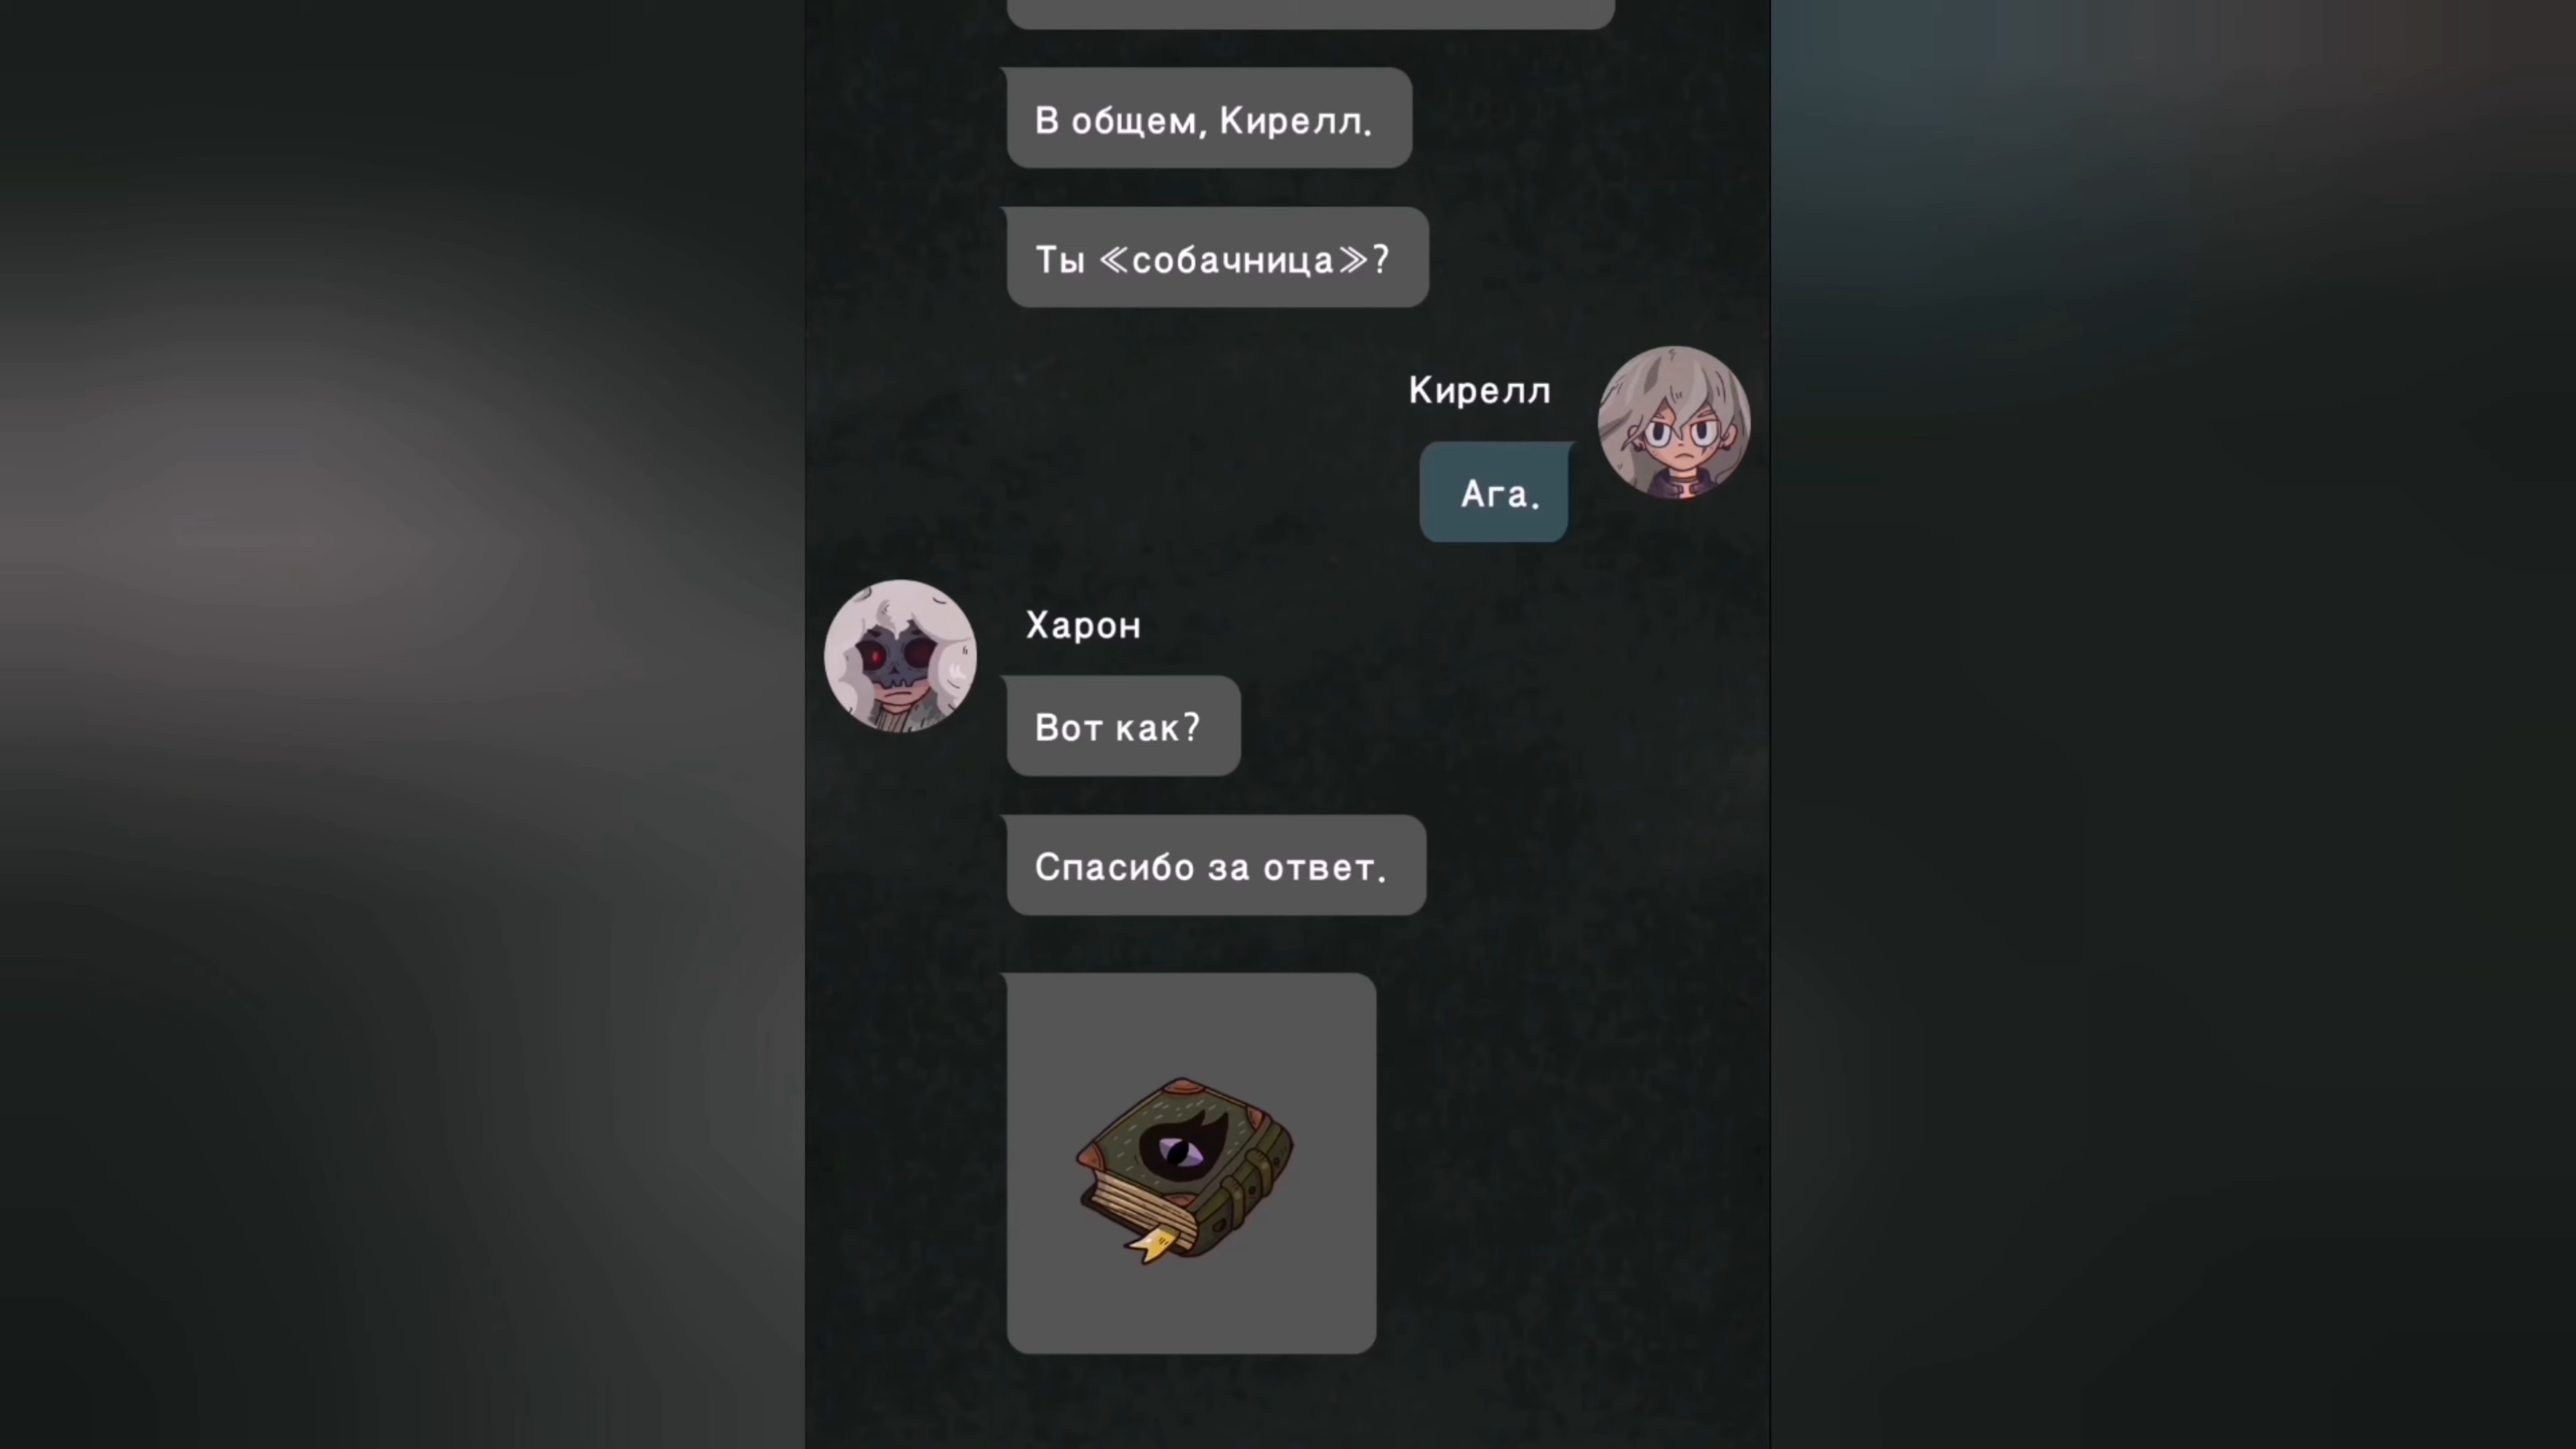 В общем, Кирелл.
Ты ≪собачница≫?
Кирелл
Ага.
Харон
Вот как?
Спасибо за ответ.